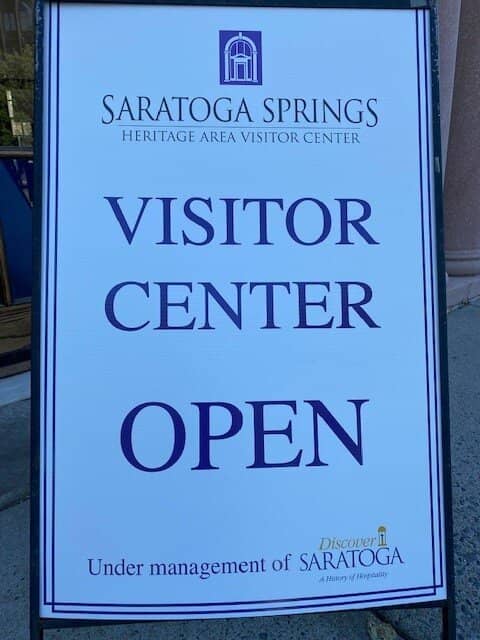 SARATOGA SPRINGS
HERITAGE AREA VISITOR CENTER
VISITOR
CENTER
OPEN
Under management of Discover SARATOGA
A History of Hospitality